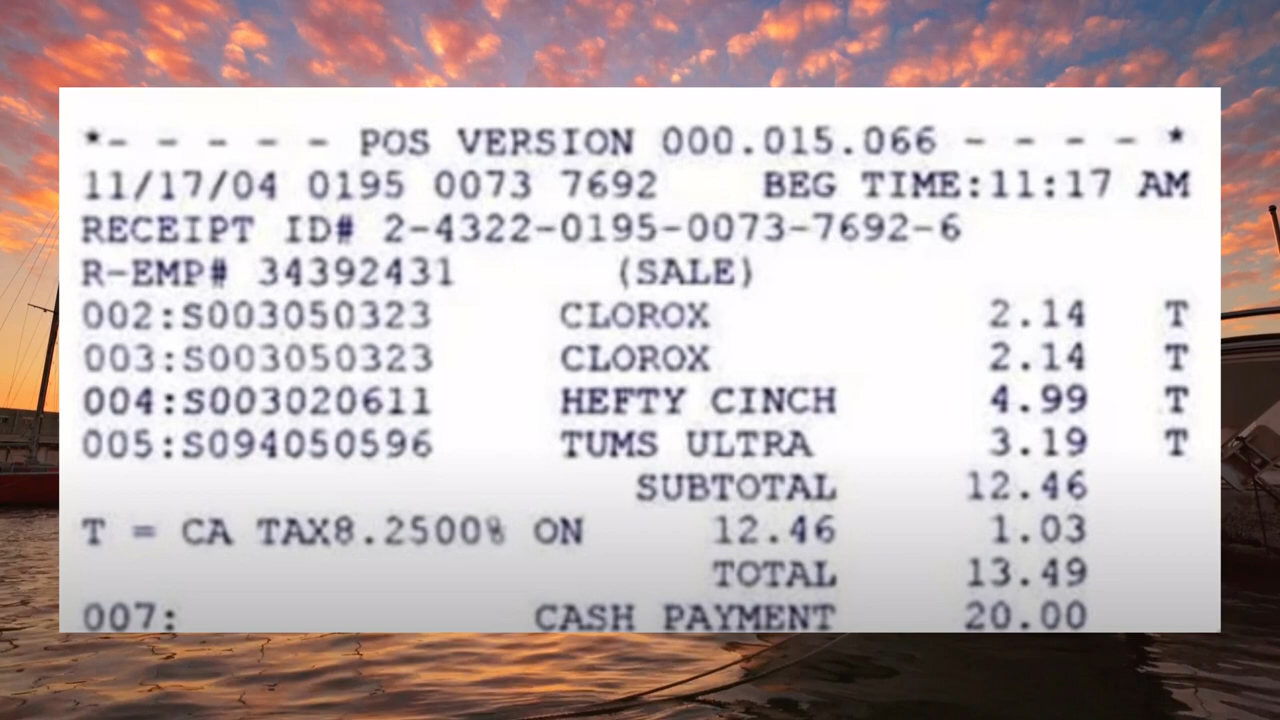 *- - - - - POS VERSION 000.015.066 - - - - *
11/17/04 0195 0073 7692 BEG TIME:11:17 AM
RECEIPT ID# 2-4322-0195-0073-7692-6
R-EMP# 34392431 (SALE)
002:S003050323 CLOROX 2.14 T
003:S003050323 CLOROX 2.14 T
004:S003020611 HEFTY CINCH 4.99 T
005:S094050596 TUMS ULTRA 3.19 T
SUBTOTAL 12.46
T = CA TAX8.2500% ON 12.46 1.03
TOTAL 13.49
007: CASH PAYMENT 20.00